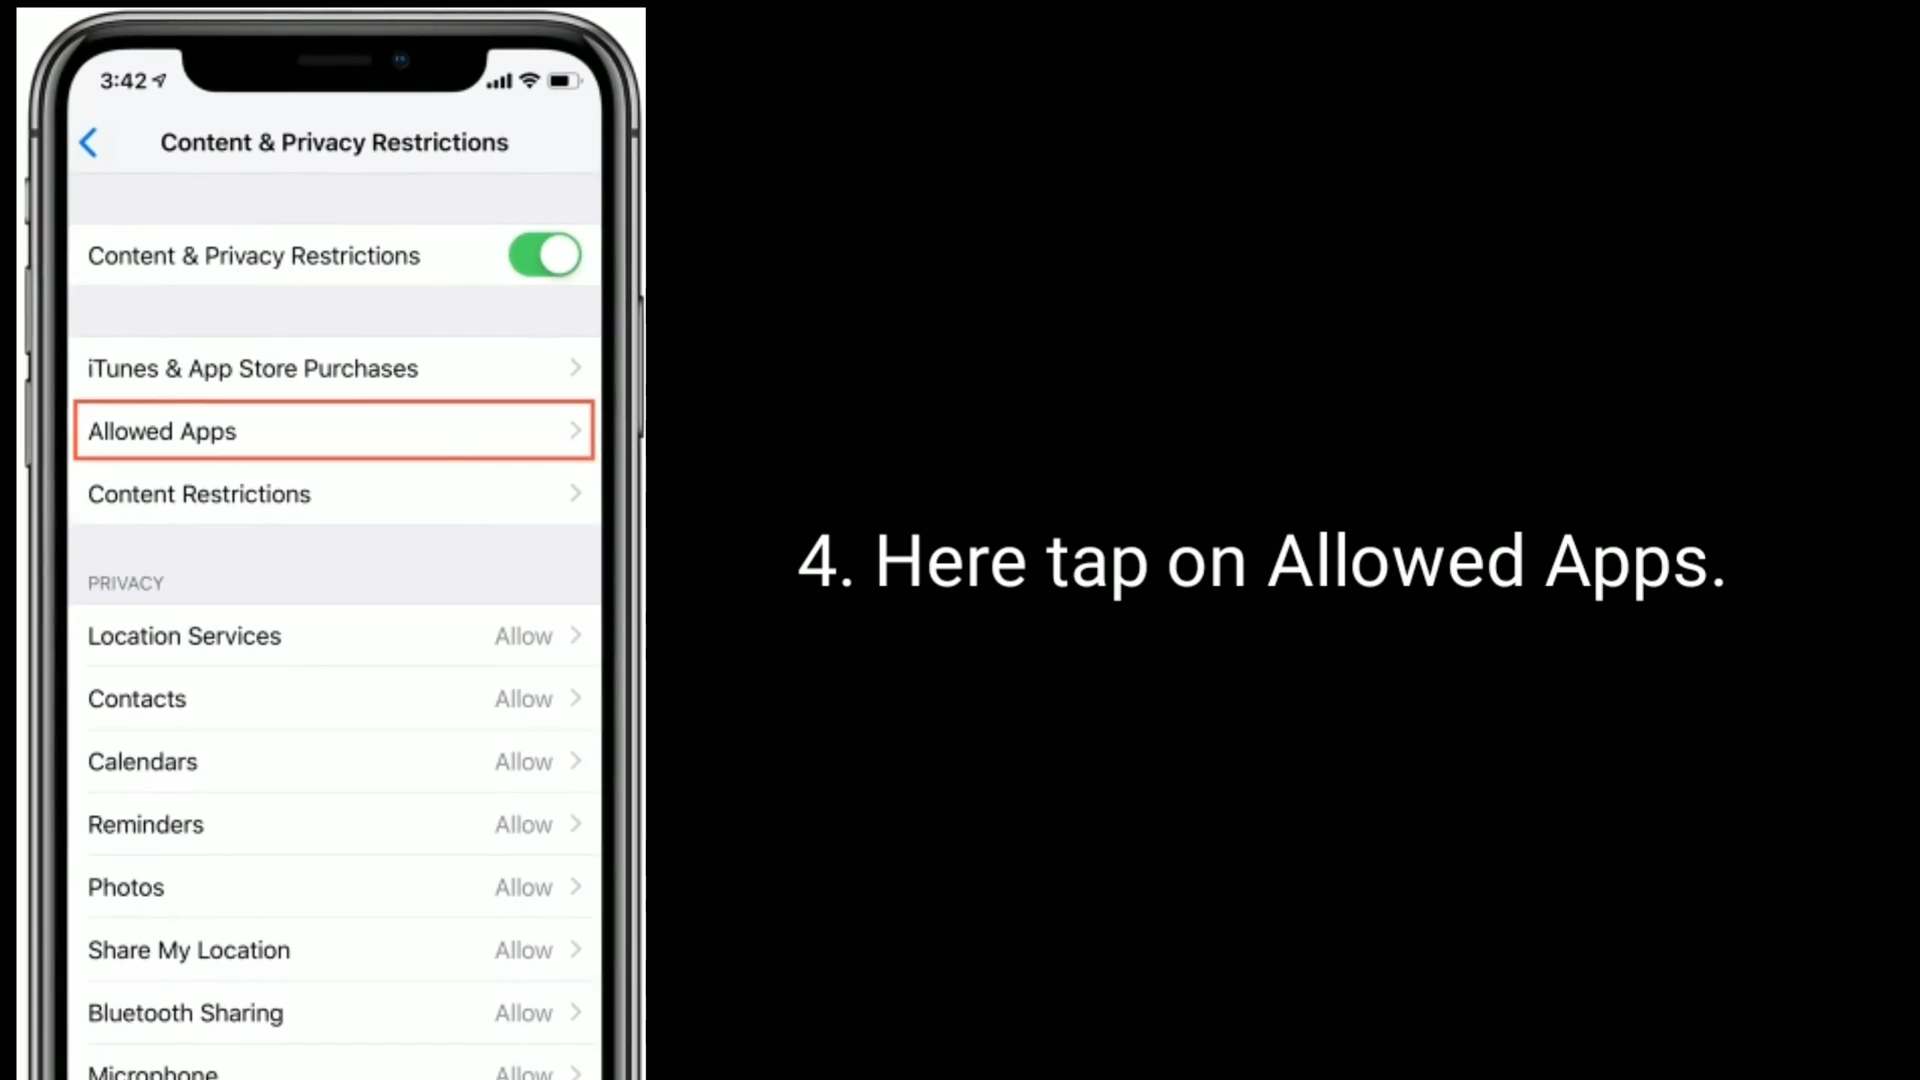 3:42
Content & Privacy Restrictions
Content & Privacy Restrictions
iTunes & App Store Purchases
Allowed Apps
Content Restrictions
PRIVACY
Location Services Allow
Contacts Allow
Calendars Allow
Reminders Allow
Photos Allow
Share My Location Allow
Bluetooth Sharing Allow
Microphone Allow
4. Here tap on Allowed Apps.